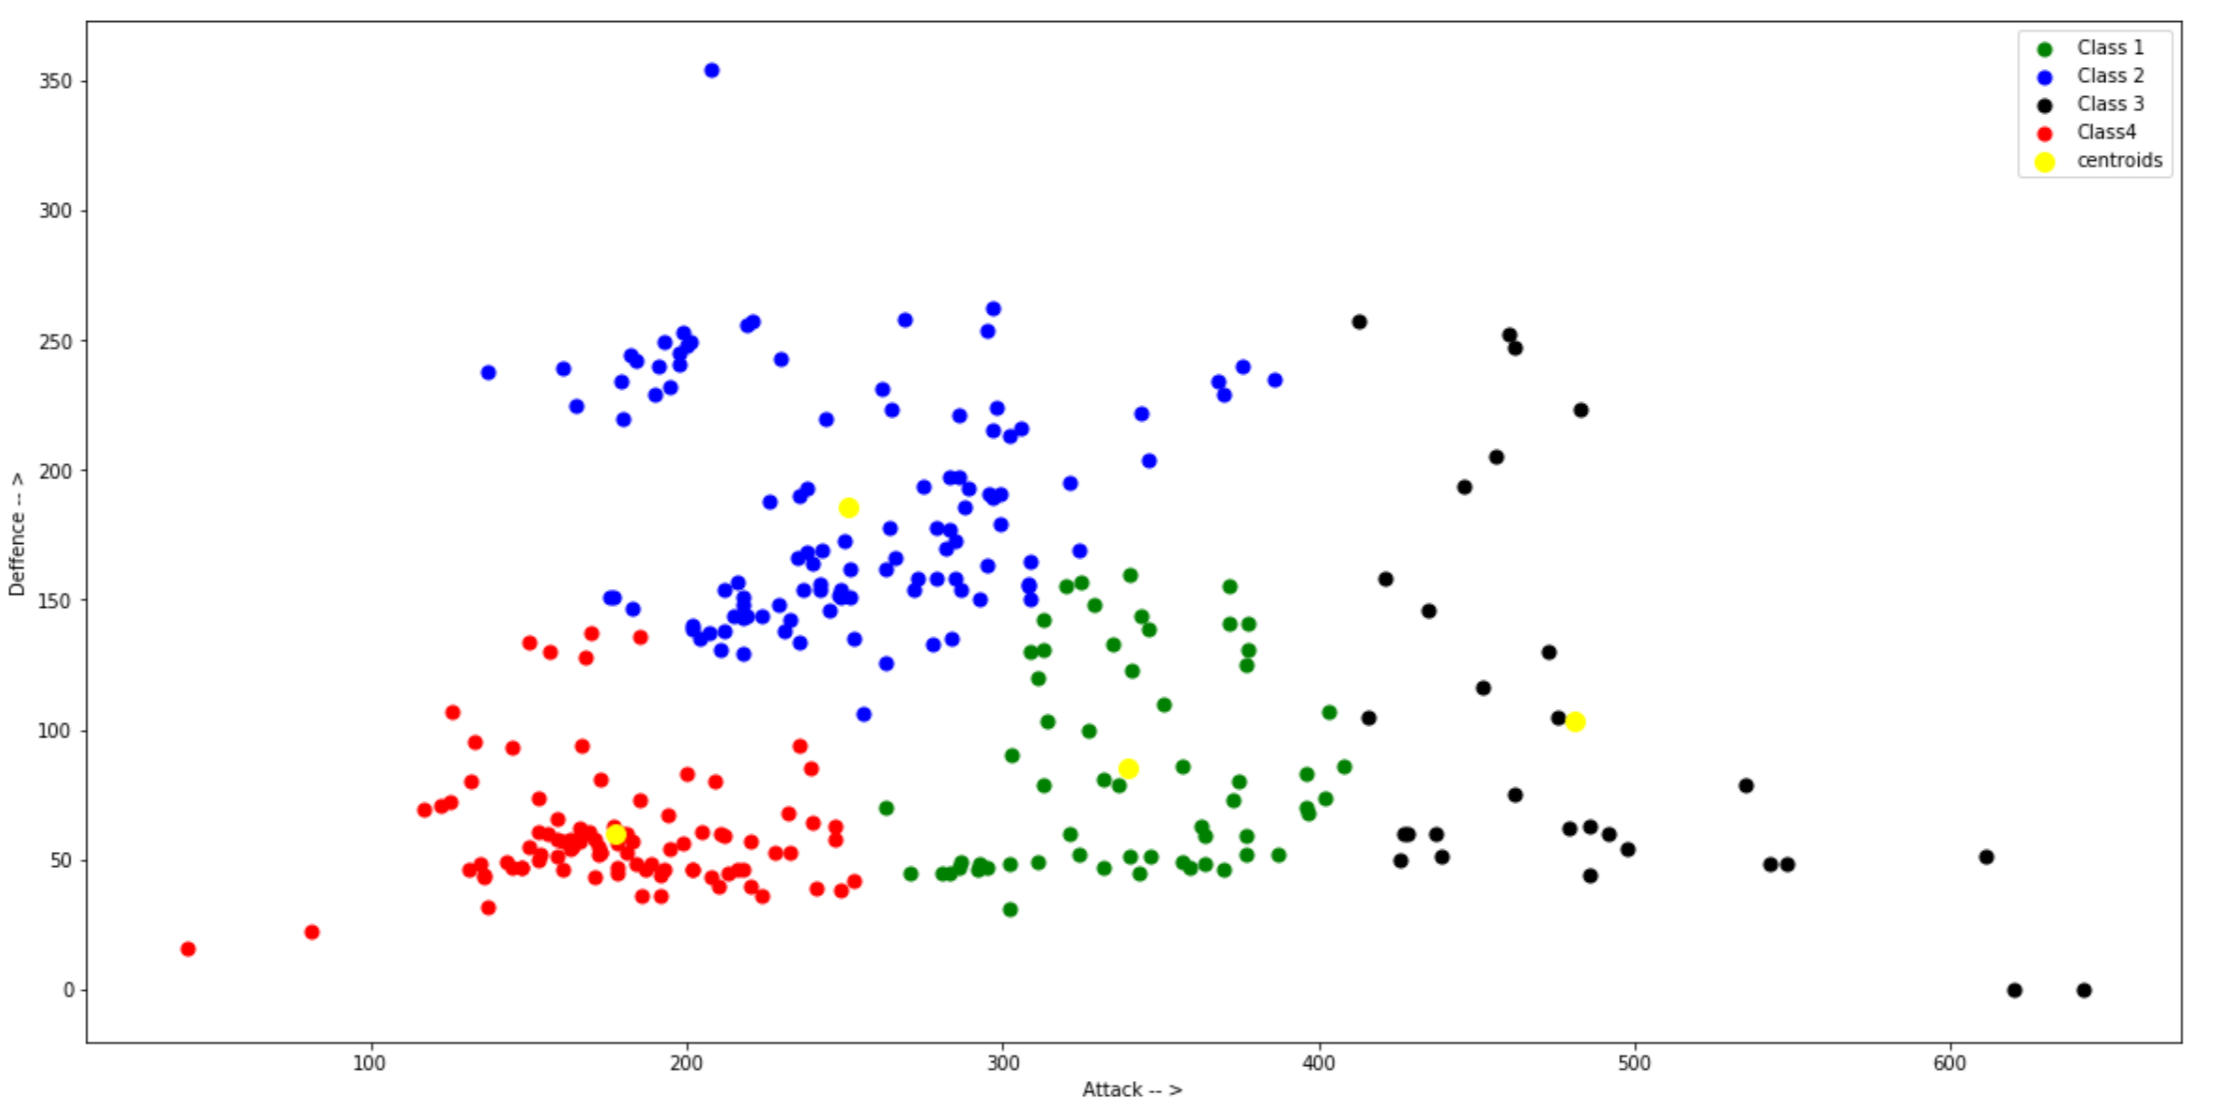 Class 1
Class 2
Class 3
Class4
centroids
350
300
250
200
150
100
50
0
Deffence -- >
100 200 300 400 500 600
Attack -- >